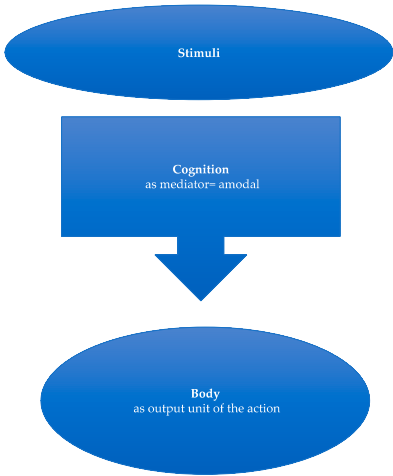 Stimuli
Cognition
as mediator= amodal
Body
as output unit of the action